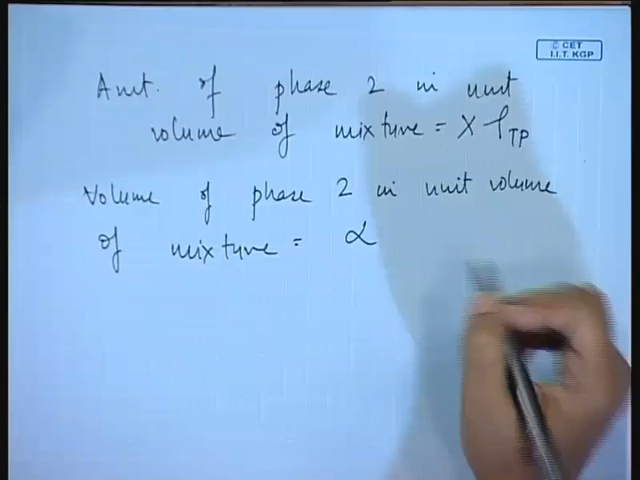 © CET
I.I.T. KGP
Amt. of phase 2 in unit
volume of mixture = x ρTP
Volume of phase 2 in unit volume
of mixture = α